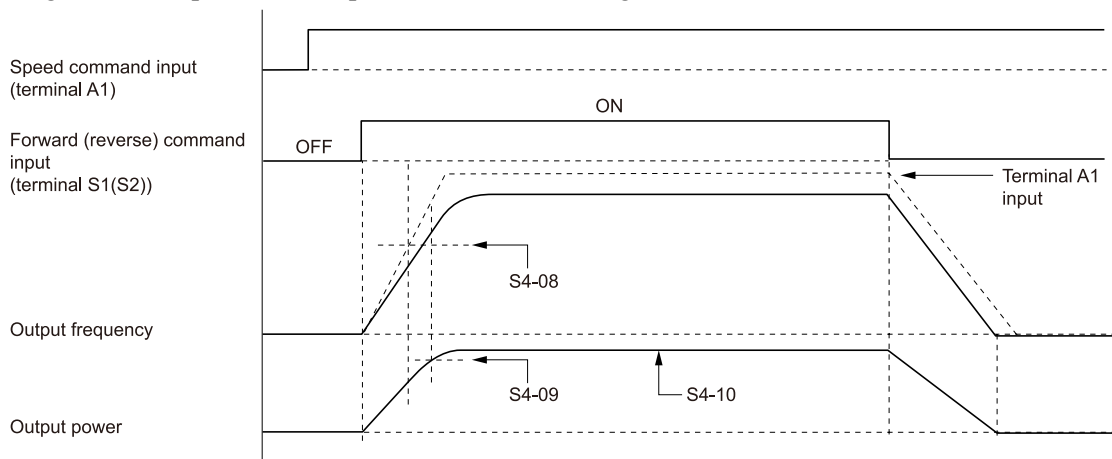 Speed command input
(terminal A1)
ON
Forward (reverse) command
input
(terminal S1(S2))
OFF
Terminal A1
input
S4-08
Output frequency
S4-09
S4-10
Output power